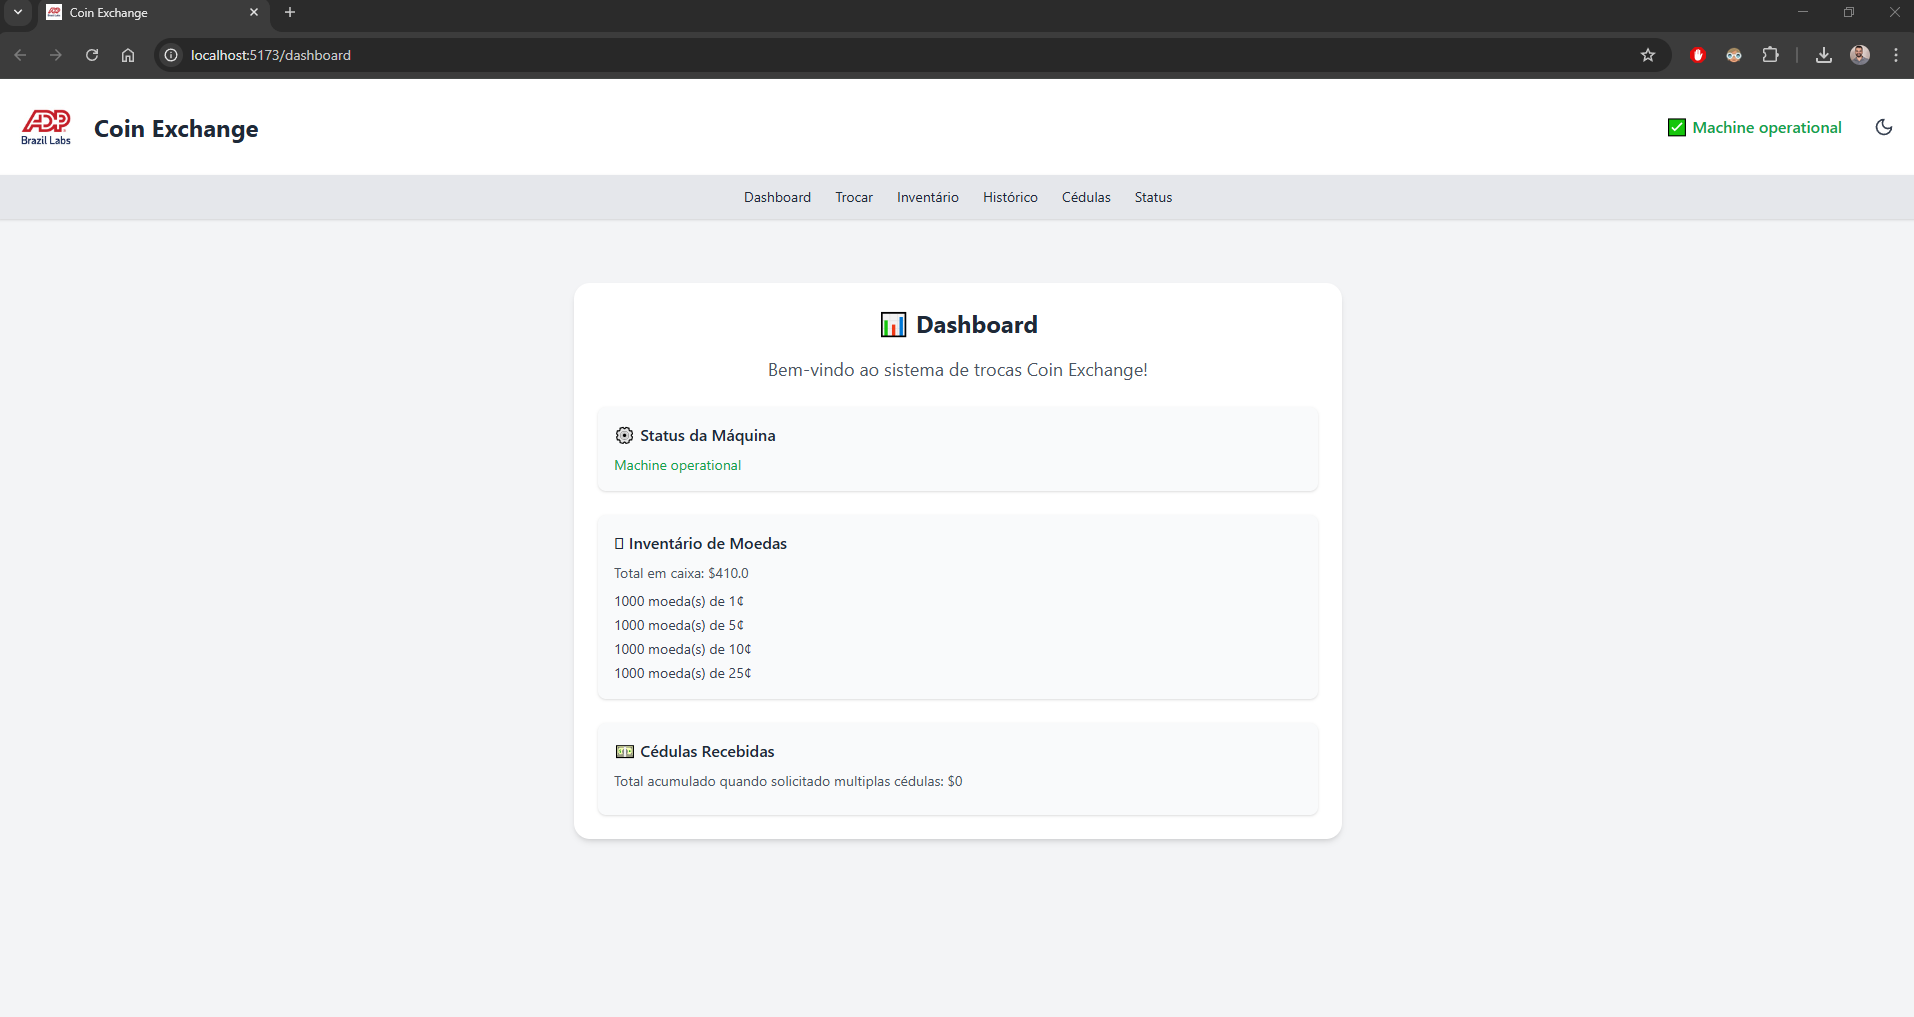 Coin Exchange
localhost:5173/dashboard
ADP
Brazil Labs
Coin Exchange
✅ Machine operational
Dashboard Trocar Inventário Histórico Cédulas Status
📊 Dashboard
Bem-vindo ao sistema de trocas Coin Exchange!
⚙️ Status da Máquina
Machine operational
Inventário de Moedas
Total em caixa: $410.0
1000 moeda(s) de 1¢
1000 moeda(s) de 5¢
1000 moeda(s) de 10¢
1000 moeda(s) de 25¢
💵 Cédulas Recebidas
Total acumulado quando solicitado multiplas cédulas: $0